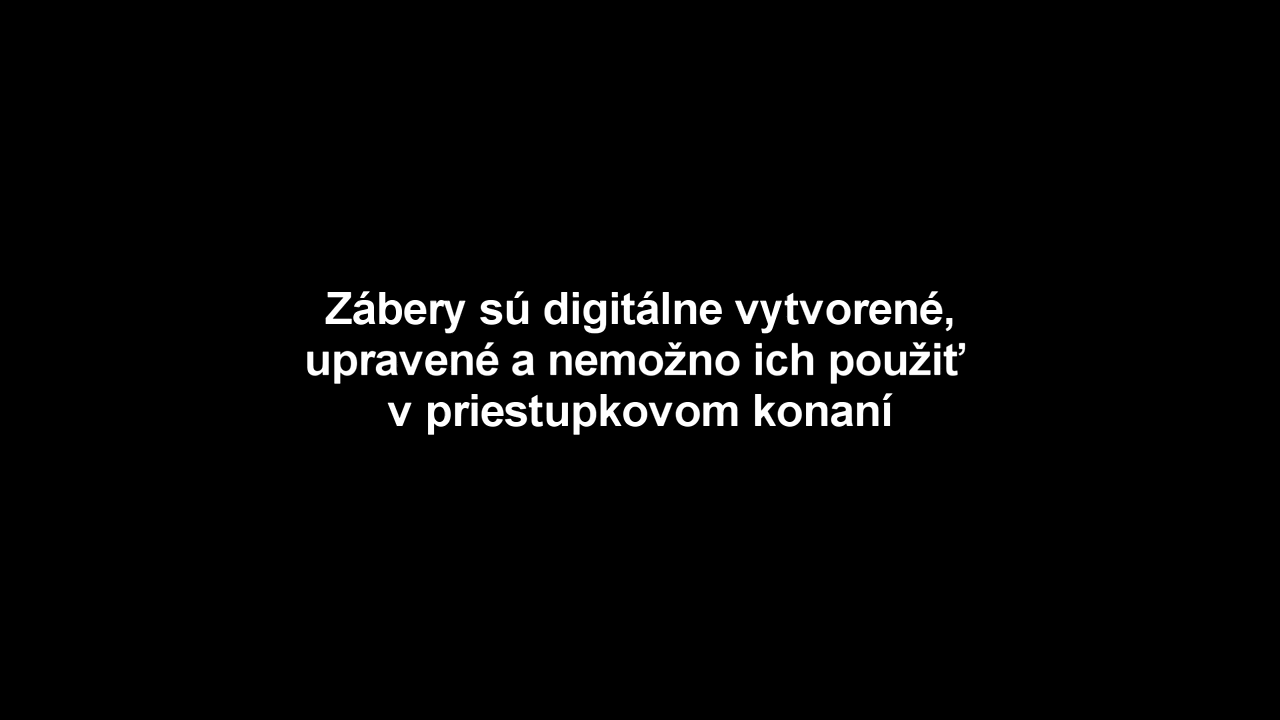 Zábery sú digitálne vytvorené,
upravené a nemožno ich použiť
v priestupkovom konaní